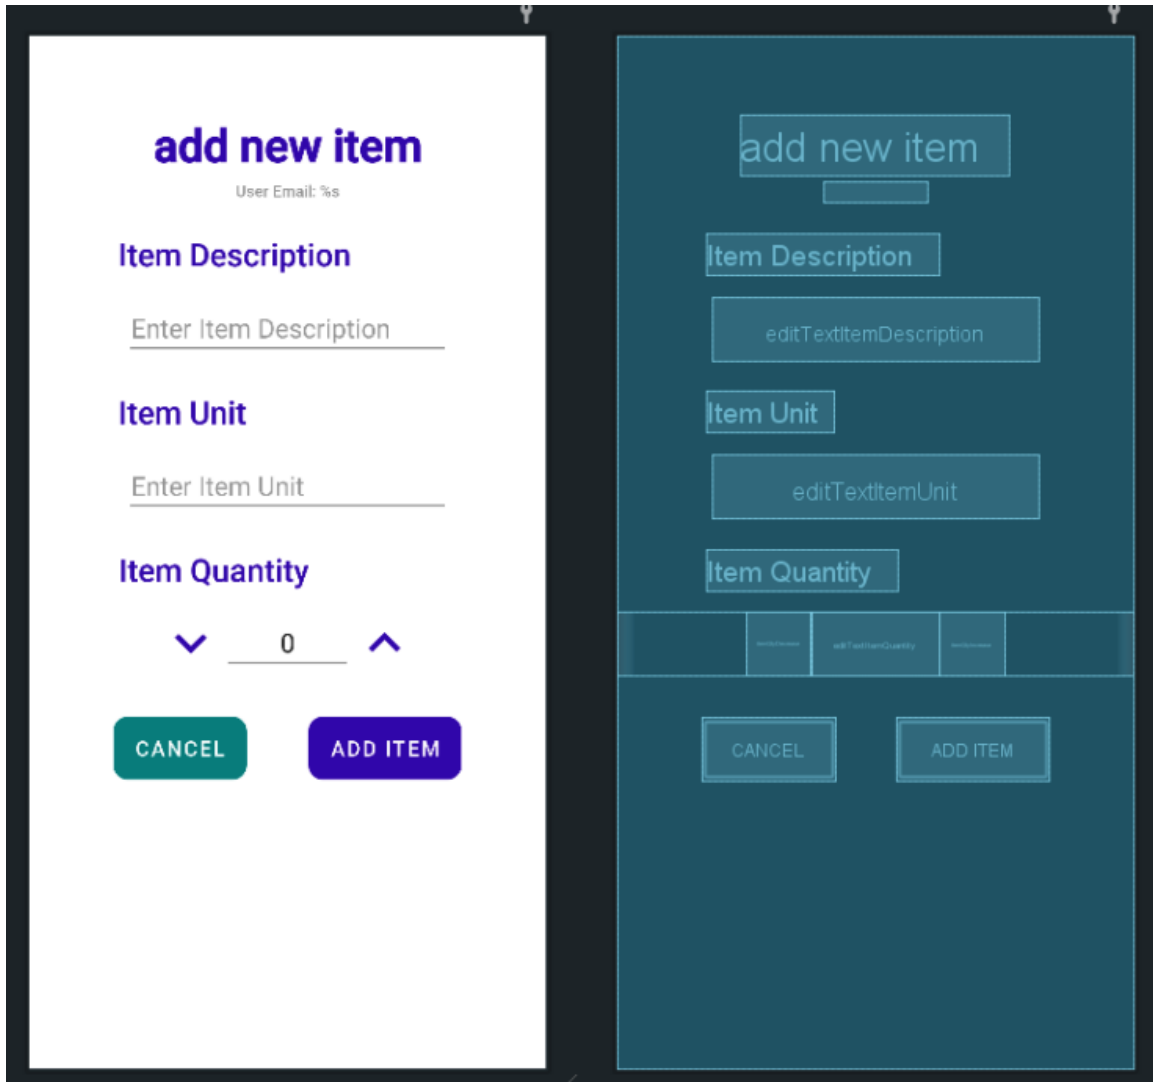 add new item
User Email: %s
Item Description
Enter Item Description
Item Unit
Enter Item Unit
Item Quantity
0
CANCEL
ADD ITEM
add new item
Item Description
editTextItemDescription
Item Unit
editTextItemUnit
Item Quantity
editTextItemQuantity
CANCEL
ADD ITEM